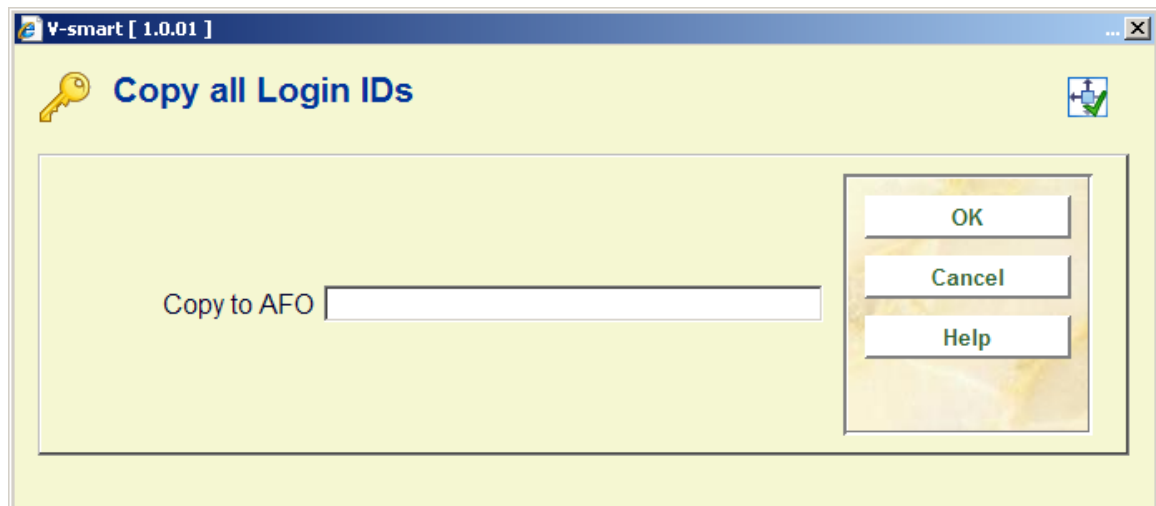 V-smart [ 1.0.01 ] ...
Copy all Login IDs
OK
Cancel
Copy to AFO
Help